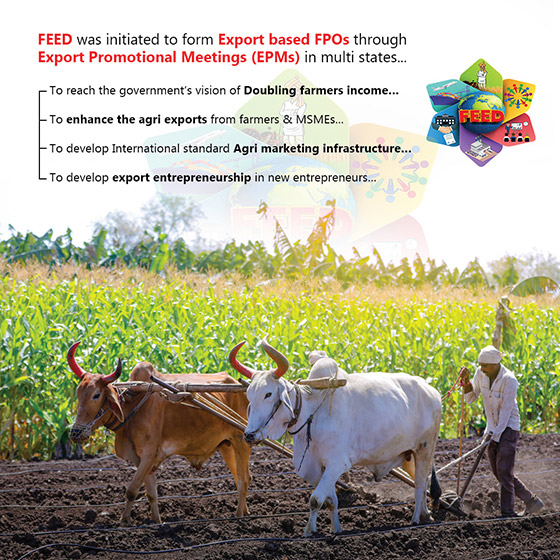 FEED was initiated to form Export based FPOs through
Export Promotional Meetings (EPMs) in multi states...
To reach the government's vision of Doubling farmers income...
To enhance the agri exports from farmers & MSMEs...
To develop International standard Agri marketing infrastructure...
To develop export entrepreneurship in new entrepreneurs...
FEED
FEED